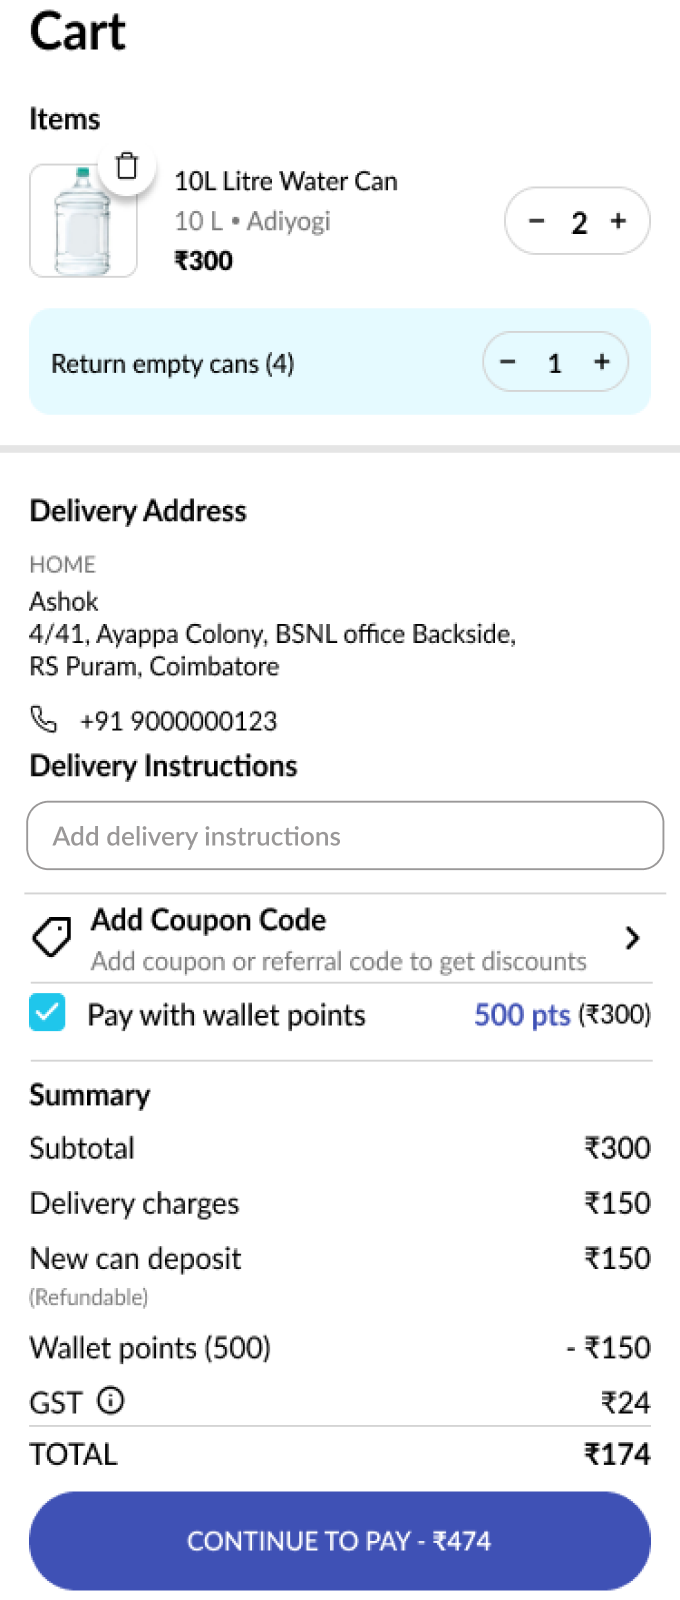 Cart
Items
10L Litre Water Can
10 L • Adiyogi
₹300
− 2 +
Return empty cans (4)
− 1 +
Delivery Address
HOME
Ashok
4/41, Ayappa Colony, BSNL office Backside,
RS Puram, Coimbatore
+91 9000000123
Delivery Instructions
Add delivery instructions
Add Coupon Code
Add coupon or referral code to get discounts
Pay with wallet points 500 pts (₹300)
Summary
Subtotal ₹300
Delivery charges ₹150
New can deposit ₹150
(Refundable)
Wallet points (500) - ₹150
GST ₹24
TOTAL ₹174
CONTINUE TO PAY - ₹474